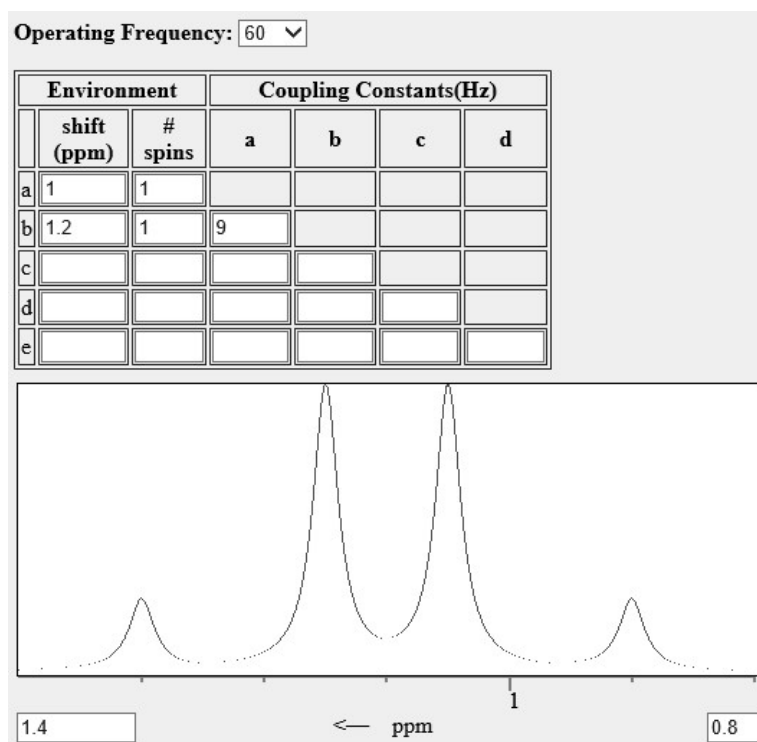 Operating Frequency: 60
Environment Coupling Constants(Hz)
shift (ppm) # spins a b c d
a 1 1
b 1.2 1 9
c
d
e
1
1.4 <— ppm 0.8